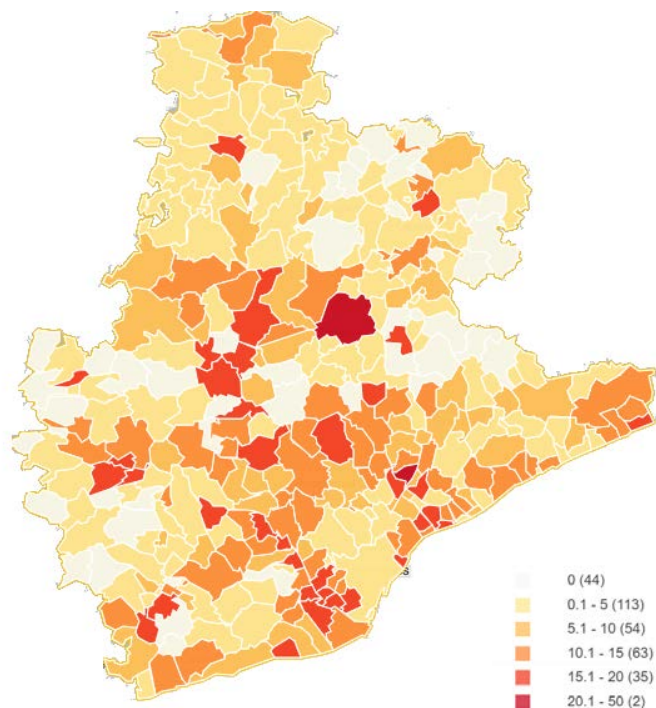 s
0 (44)
0.1 - 5 (113)
5.1 - 10 (54)
10.1 - 15 (63)
15.1 - 20 (35)
20.1 - 50 (2)